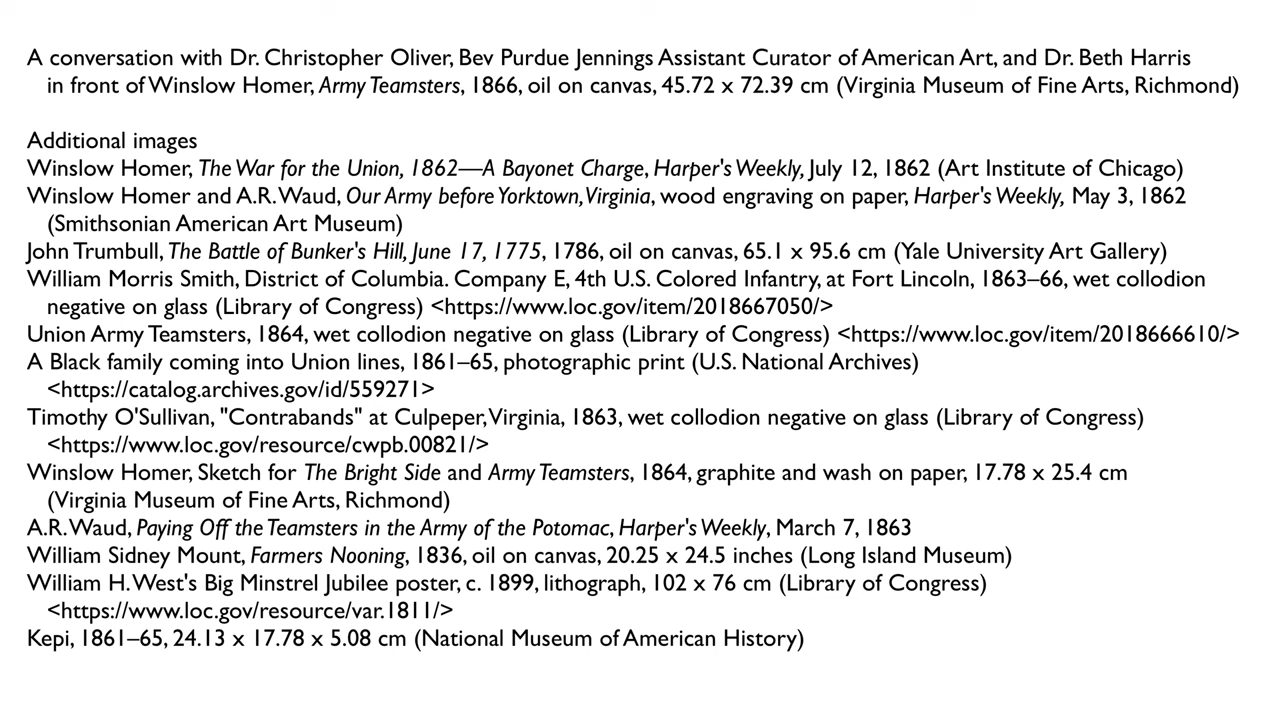 A conversation with Dr. Christopher Oliver, Bev Purdue Jennings Assistant Curator of American Art, and Dr. Beth Harris
in front of Winslow Homer, Army Teamsters, 1866, oil on canvas, 45.72 x 72.39 cm (Virginia Museum of Fine Arts, Richmond)
Additional images
Winslow Homer, The War for the Union, 1862—A Bayonet Charge, Harper's Weekly, July 12, 1862 (Art Institute of Chicago)
Winslow Homer and A.R. Waud, Our Army before Yorktown, Virginia, wood engraving on paper, Harper's Weekly, May 3, 1862
(Smithsonian American Art Museum)
John Trumbull, The Battle of Bunker's Hill, June 17, 1775, 1786, oil on canvas, 65.1 x 95.6 cm (Yale University Art Gallery)
William Morris Smith, District of Columbia. Company E, 4th U.S. Colored Infantry, at Fort Lincoln, 1863–66, wet collodion
negative on glass (Library of Congress) <https://www.loc.gov/item/2018667050/>
Union Army Teamsters, 1864, wet collodion negative on glass (Library of Congress) <https://www.loc.gov/item/2018666610/>
A Black family coming into Union lines, 1861–65, photographic print (U.S. National Archives)
<https://catalog.archives.gov/id/559271>
Timothy O'Sullivan, "Contrabands" at Culpeper, Virginia, 1863, wet collodion negative on glass (Library of Congress)
<https://www.loc.gov/resource/cwpb.00821/>
Winslow Homer, Sketch for The Bright Side and Army Teamsters, 1864, graphite and wash on paper, 17.78 x 25.4 cm
(Virginia Museum of Fine Arts, Richmond)
A.R. Waud, Paying Off the Teamsters in the Army of the Potomac, Harper's Weekly, March 7, 1863
William Sidney Mount, Farmers Nooning, 1836, oil on canvas, 20.25 x 24.5 inches (Long Island Museum)
William H. West's Big Minstrel Jubilee poster, c. 1899, lithograph, 102 x 76 cm (Library of Congress)
<https://www.loc.gov/resource/var.1811/>
Kepi, 1861–65, 24.13 x 17.78 x 5.08 cm (National Museum of American History)